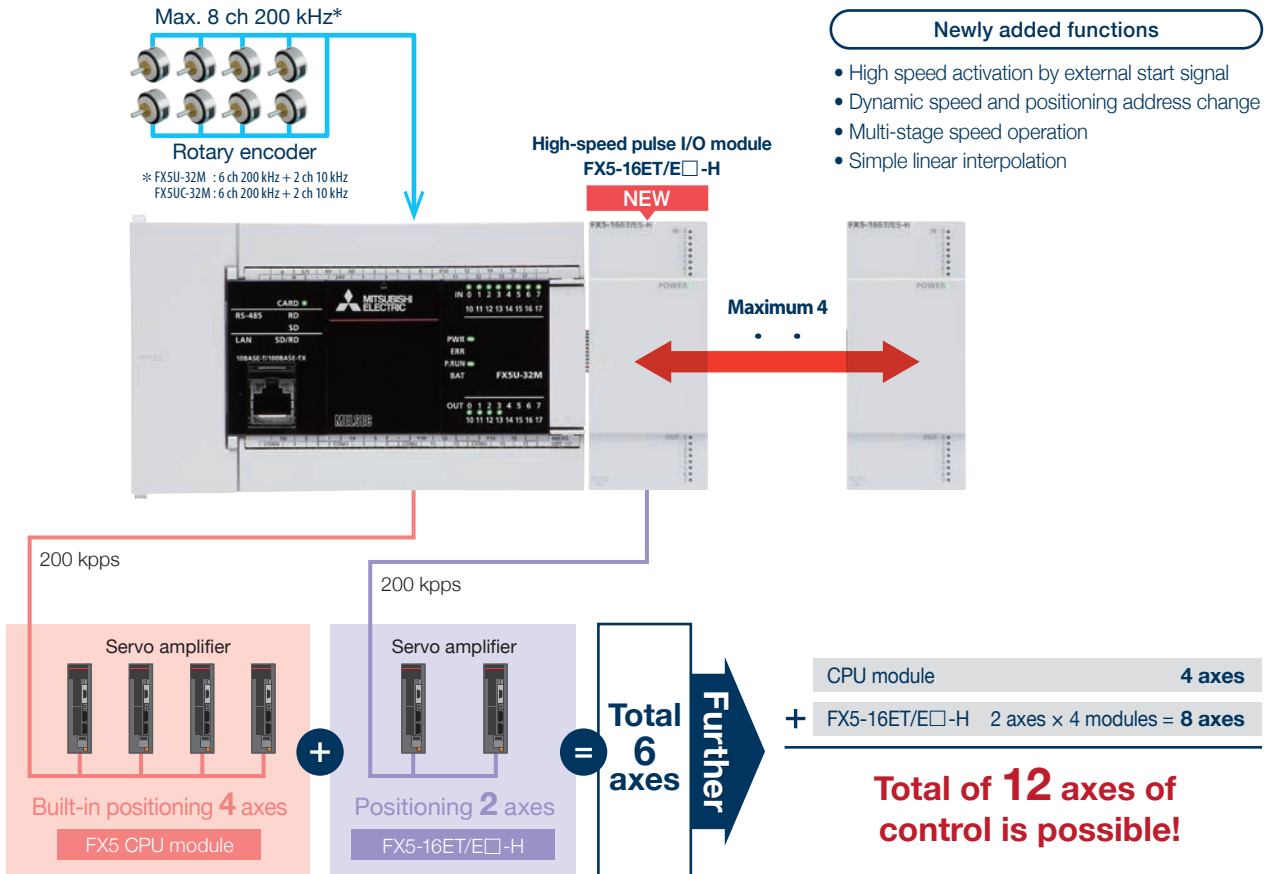 Max. 8 ch 200 kHz*
Rotary encoder
* FX5U-32M : 6 ch 200 kHz + 2 ch 10 kHz
FX5UC-32M : 6 ch 200 kHz + 2 ch 10 kHz
Newly added functions
• High speed activation by external start signal
• Dynamic speed and positioning address change
• Multi-stage speed operation
• Simple linear interpolation
High-speed pulse I/O module
FX5-16ET/E□-H
NEW
FX5-16ET/ES-H
POWER
FX5-16ET/ES-H
POWER
Maximum 4
MITSUBISHI
ELECTRIC
CARD
RS-485 RD
SD
LAN SD/RD
10BASE-T/100BASE-TX
IN 0 1 2 3 4 5 6 7
10 11 12 13 14 15 16 17
PWR
ERR
P.RUN
BAT
FX5U-32M
OUT 0 1 2 3 4 5 6 7
10 11 12 13 14 15 16 17
MELSEC
200 kpps
200 kpps
Servo amplifier
Built-in positioning 4 axes
FX5 CPU module
+
Servo amplifier
Positioning 2 axes
FX5-16ET/E□-H
=
Total
6
axes
Further
CPU module 4 axes
+ FX5-16ET/E□-H 2 axes × 4 modules = 8 axes
Total of 12 axes of
control is possible!